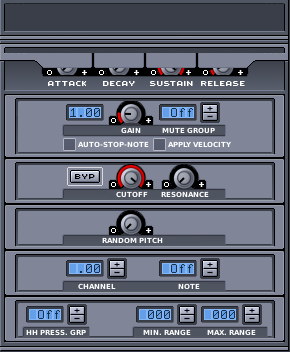 ATTACK DECAY SUSTAIN RELEASE
1.00 Off
GAIN MUTE GROUP
AUTO-STOP-NOTE APPLY VELOCITY
BYP
CUTOFF RESONANCE
RANDOM PITCH
1.00 Off
CHANNEL NOTE
Off 000 000
HH PRESS. GRP MIN. RANGE MAX. RANGE